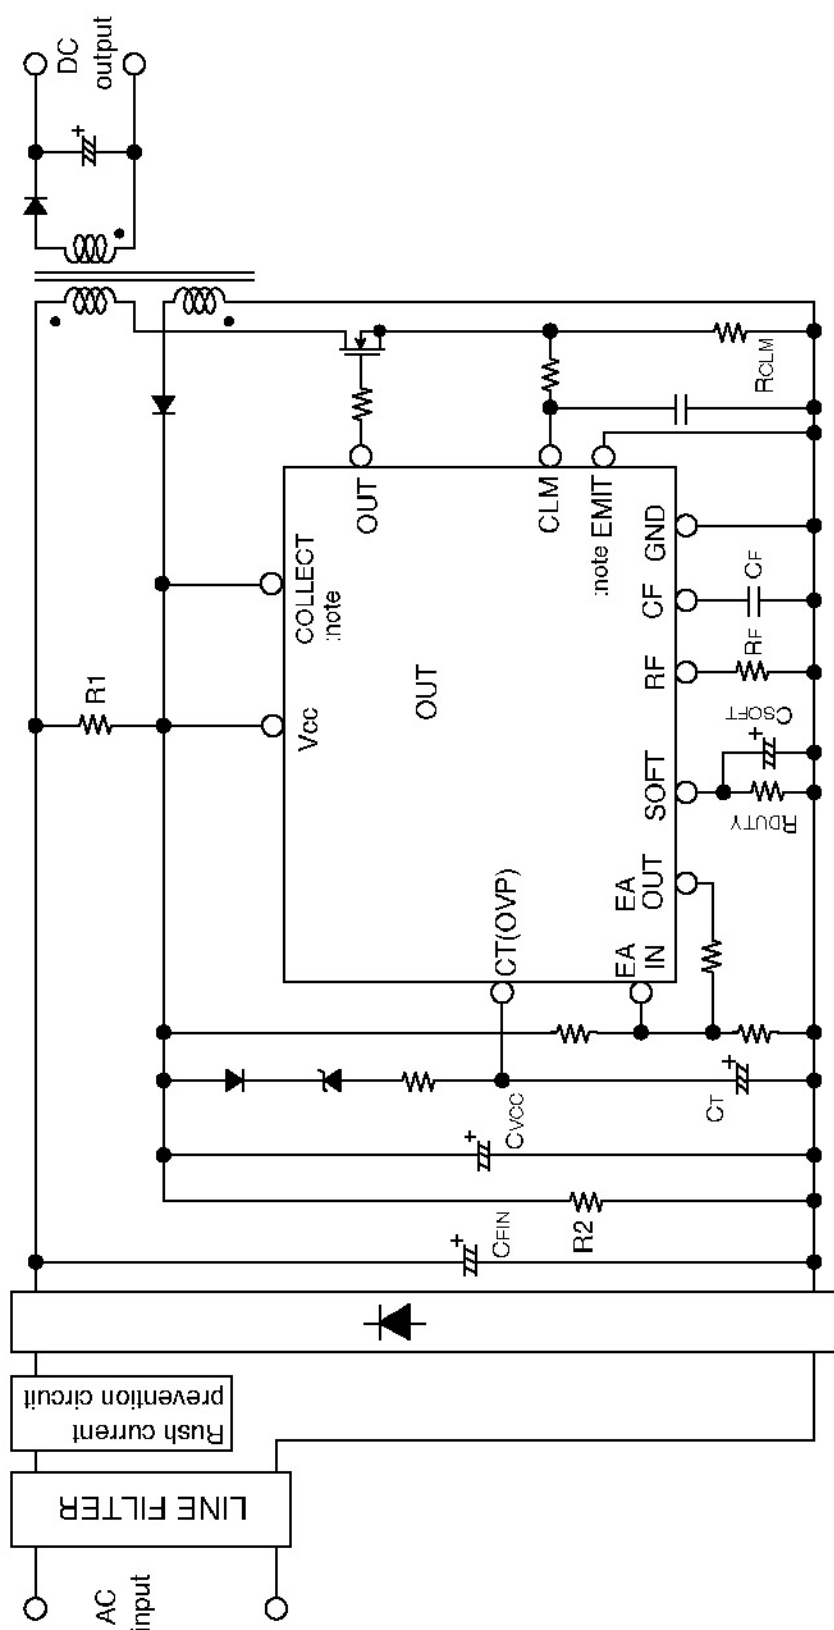 AC
input
LINE FILTER
Rush current
prevention circuit
CFIN
R2
CVCC
CT
R1
Vcc
COLLECT
:note
OUT
CT(OVP)
EA
IN
EA
OUT
SOFT
RF
CF
GND
OUT
CLM
EMIT
:note
RDUTY
CSOFT
RF
CF
RCLM
DC
output